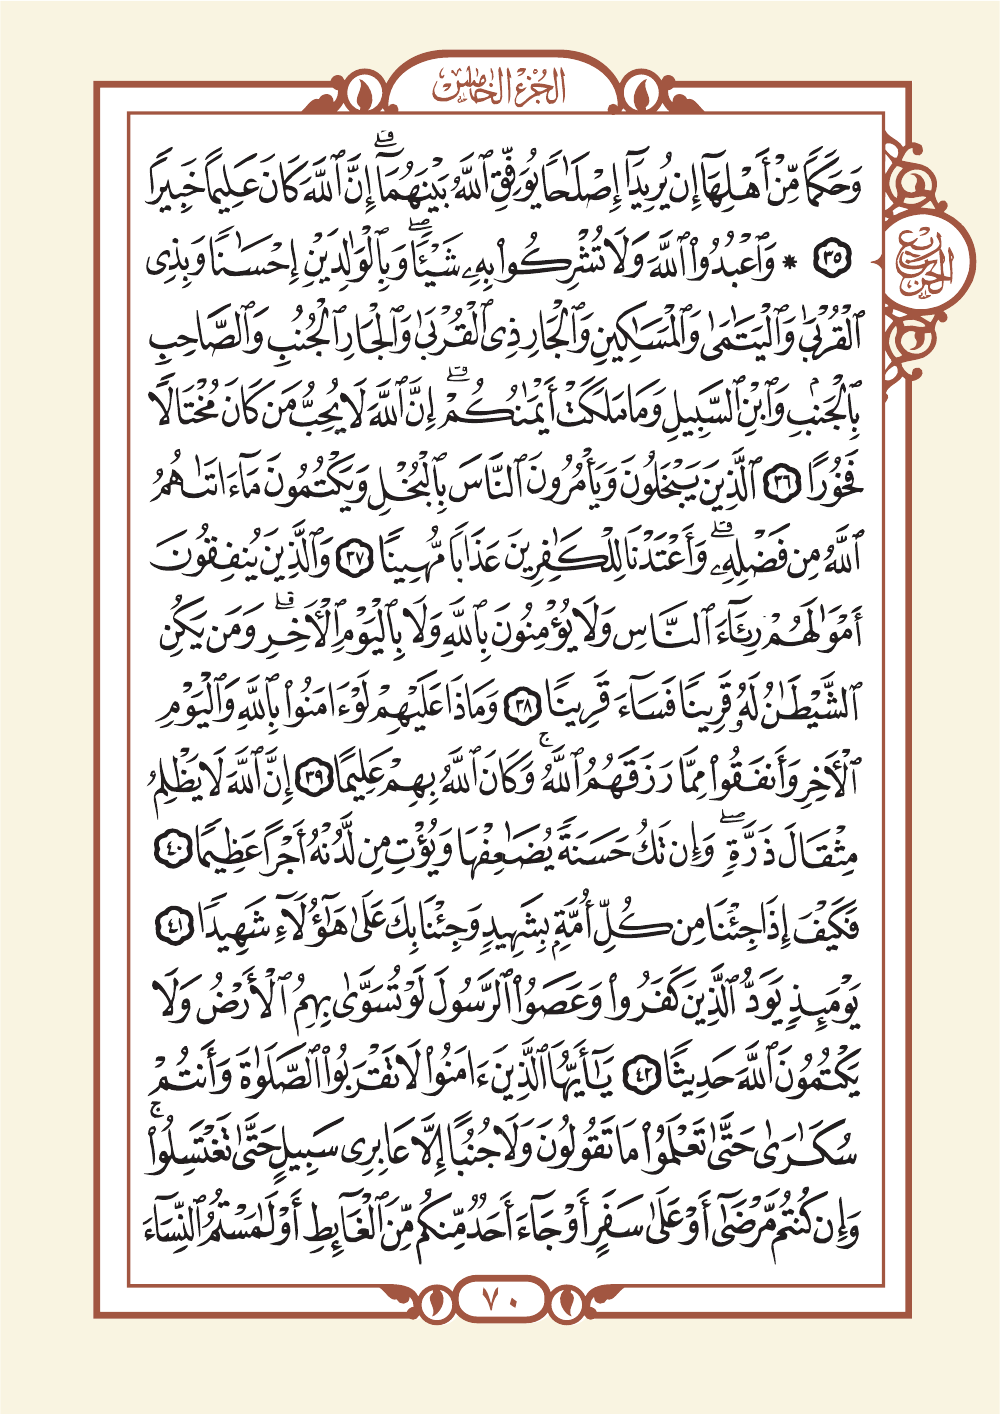 الجزء الخامس
وَحَكَمًا مِّنْ أَهْلِهَآ إِن يُرِيدَآ إِصْلَٰحًا يُوَفِّقِ ٱللَّهُ بَيْنَهُمَآ ۗ إِنَّ ٱللَّهَ كَانَ عَلِيمًا خَبِيرًا
٣٥ * وَٱعْبُدُوا۟ ٱللَّهَ وَلَا تُشْرِكُوا۟ بِهِۦ شَيْـًٔا ۖ وَبِٱلْوَٰلِدَيْنِ إِحْسَٰنًا وَبِذِى
ٱلْقُرْبَىٰ وَٱلْيَتَٰمَىٰ وَٱلْمَسَٰكِينِ وَٱلْجَارِ ذِى ٱلْقُرْبَىٰ وَٱلْجَارِ ٱلْجُنُبِ وَٱلصَّاحِبِ
بِٱلْجَنۢبِ وَٱبْنِ ٱلسَّبِيلِ وَمَا مَلَكَتْ أَيْمَٰنُكُمْ ۗ إِنَّ ٱللَّهَ لَا يُحِبُّ مَن كَانَ مُخْتَالًا
فَخُورًا ٣٦ ٱلَّذِينَ يَبْخَلُونَ وَيَأْمُرُونَ ٱلنَّاسَ بِٱلْبُخْلِ وَيَكْتُمُونَ مَآ ءَاتَىٰهُمُ
ٱللَّهُ مِن فَضْلِهِۦ ۗ وَأَعْتَدْنَا لِلْكَٰفِرِينَ عَذَابًا مُّهِينًا ٣٧ وَٱلَّذِينَ يُنفِقُونَ
أَمْوَٰلَهُمْ رِئَآءَ ٱلنَّاسِ وَلَا يُؤْمِنُونَ بِٱللَّهِ وَلَا بِٱلْيَوْمِ ٱلْءَاخِرِ ۗ وَمَن يَكُنِ
ٱلشَّيْطَٰنُ لَهُۥ قَرِينًا فَسَآءَ قَرِينًا ٣٨ وَمَاذَا عَلَيْهِمْ لَوْ ءَامَنُوا۟ بِٱللَّهِ وَٱلْيَوْمِ
ٱلْءَاخِرِ وَأَنفَقُوا۟ مِمَّا رَزَقَهُمُ ٱللَّهُ ۚ وَكَانَ ٱللَّهُ بِهِمْ عَلِيمًا ٣٩ إِنَّ ٱللَّهَ لَا يَظْلِمُ
مِثْقَالَ ذَرَّةٍ ۖ وَإِن تَكُ حَسَنَةً يُضَٰعِفْهَا وَيُؤْتِ مِن لَّدُنْهُ أَجْرًا عَظِيمًا ٤٠
فَكَيْفَ إِذَا جِئْنَا مِن كُلِّ أُمَّةٍۭ بِشَهِيدٍ وَجِئْنَا بِكَ عَلَىٰ هَٰٓؤُلَآءِ شَهِيدًا ٤١
يَوْمَئِذٍ يَوَدُّ ٱلَّذِينَ كَفَرُوا۟ وَعَصَوُا۟ ٱلرَّسُولَ لَوْ تُسَوَّىٰ بِهِمُ ٱلْأَرْضُ وَلَا
يَكْتُمُونَ ٱللَّهَ حَدِيثًا ٤٢ يَٰٓأَيُّهَا ٱلَّذِينَ ءَامَنُوا۟ لَا تَقْرَبُوا۟ ٱلصَّلَوٰةَ وَأَنتُمْ
سُكَٰرَىٰ حَتَّىٰ تَعْلَمُوا۟ مَا تَقُولُونَ وَلَا جُنُبًا إِلَّا عَابِرِى سَبِيلٍ حَتَّىٰ تَغْتَسِلُوا۟ ۚ
وَإِن كُنتُم مَّرْضَىٰٓ أَوْ عَلَىٰ سَفَرٍ أَوْ جَآءَ أَحَدٌ مِّنكُم مِّنَ ٱلْغَآئِطِ أَوْ لَٰمَسْتُمُ ٱلنِّسَآءَ
ربع
الحزب
٧٠